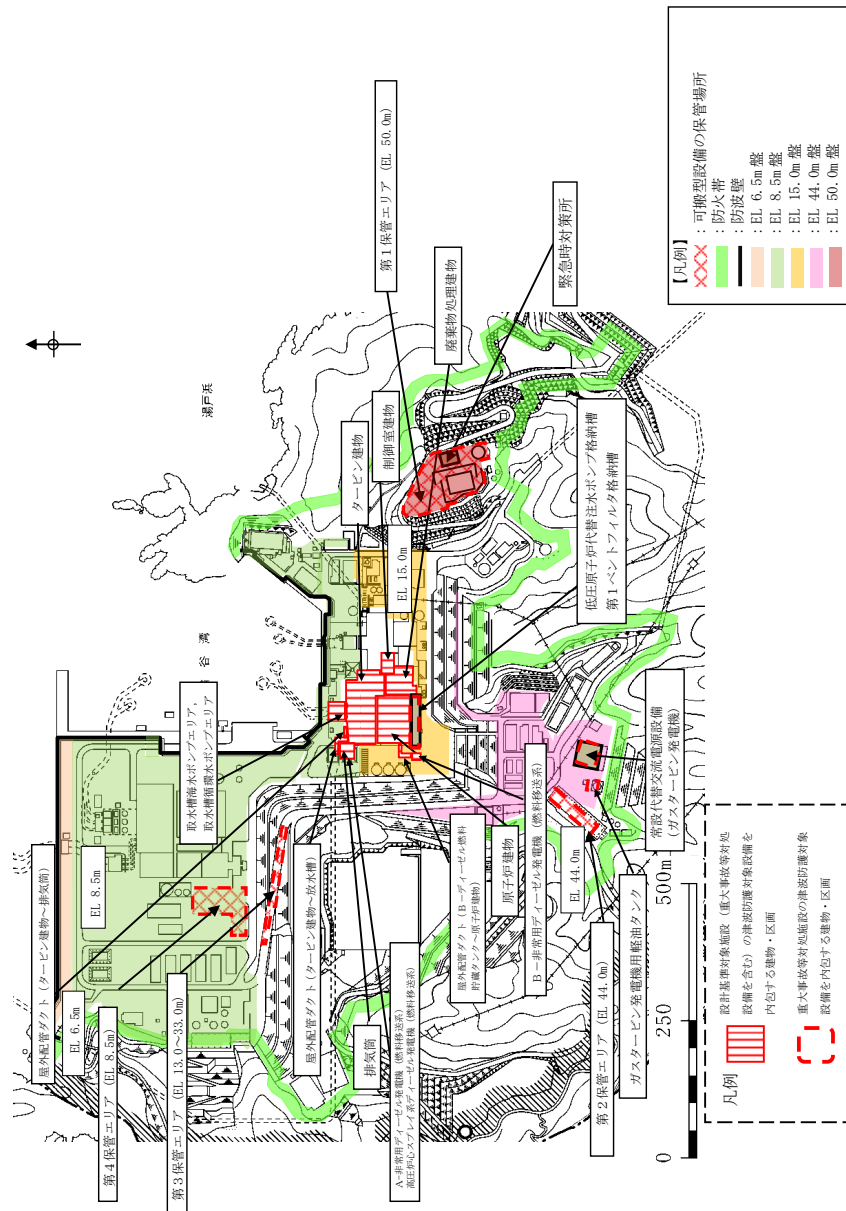 湯戸浜
谷湾
第1保管エリア (EL 50.0m)
タービン建物
制御室建物
廃棄物処理建物
緊急時対策所
EL 15.0m
低圧原子炉代替注水ポンプ格納槽
第1ベントフィルタ格納槽
取水槽海水ポンプエリア、
取水槽循環水ポンプエリア
屋外配管ダクト (タービン建物～排気筒)
EL 8.5m
EL 6.5m
第4保管エリア (EL 8.5m)
第3保管エリア (EL 13.0～33.0m)
屋外配管ダクト (タービン建物～放水槽)
排気筒
A-非常用ディーゼル発電機 (燃料移送系)
高圧炉心スプレイ系ディーゼル発電機 (燃料移送系)
屋外配管ダクト (B-ディーゼル燃料
貯蔵タンク～原子炉建物)
原子炉建物
B-非常用ディーゼル発電機 (燃料移送系)
EL 44.0m
第2保管エリア (EL 44.0m)
ガスタービン発電機用軽油タンク
常設代替交流電源設備
(ガスタービン発電機)
0
250
500m
【凡例】
：可搬型設備の保管場所
：防火帯
：防波壁
：EL 6.5m盤
：EL 8.5m盤
：EL 15.0m盤
：EL 44.0m盤
：EL 50.0m盤
凡例
設計基準対象施設 (重大事故等対処
設備を含む) の津波防護対象設備を
内包する建物・区画
重大事故等対処施設の津波防護対象
設備を内包する建物・区画